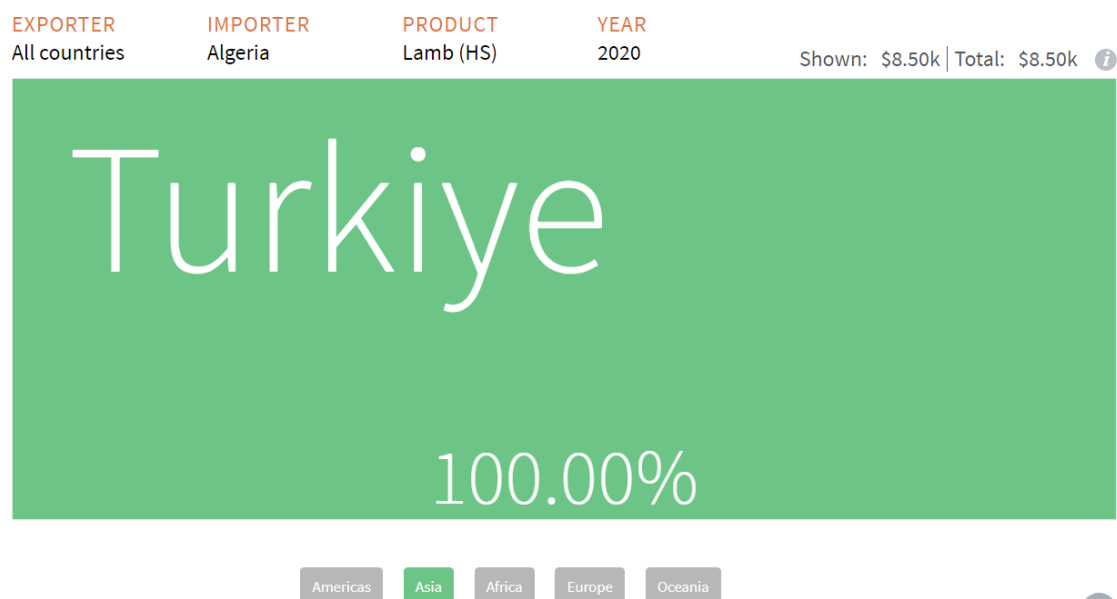 EXPORTER IMPORTER PRODUCT YEAR
All countries Algeria Lamb (HS) 2020
Shown: $8.50k | Total: $8.50k i
Turkiye
100.00%
Americas Asia Africa Europe Oceania